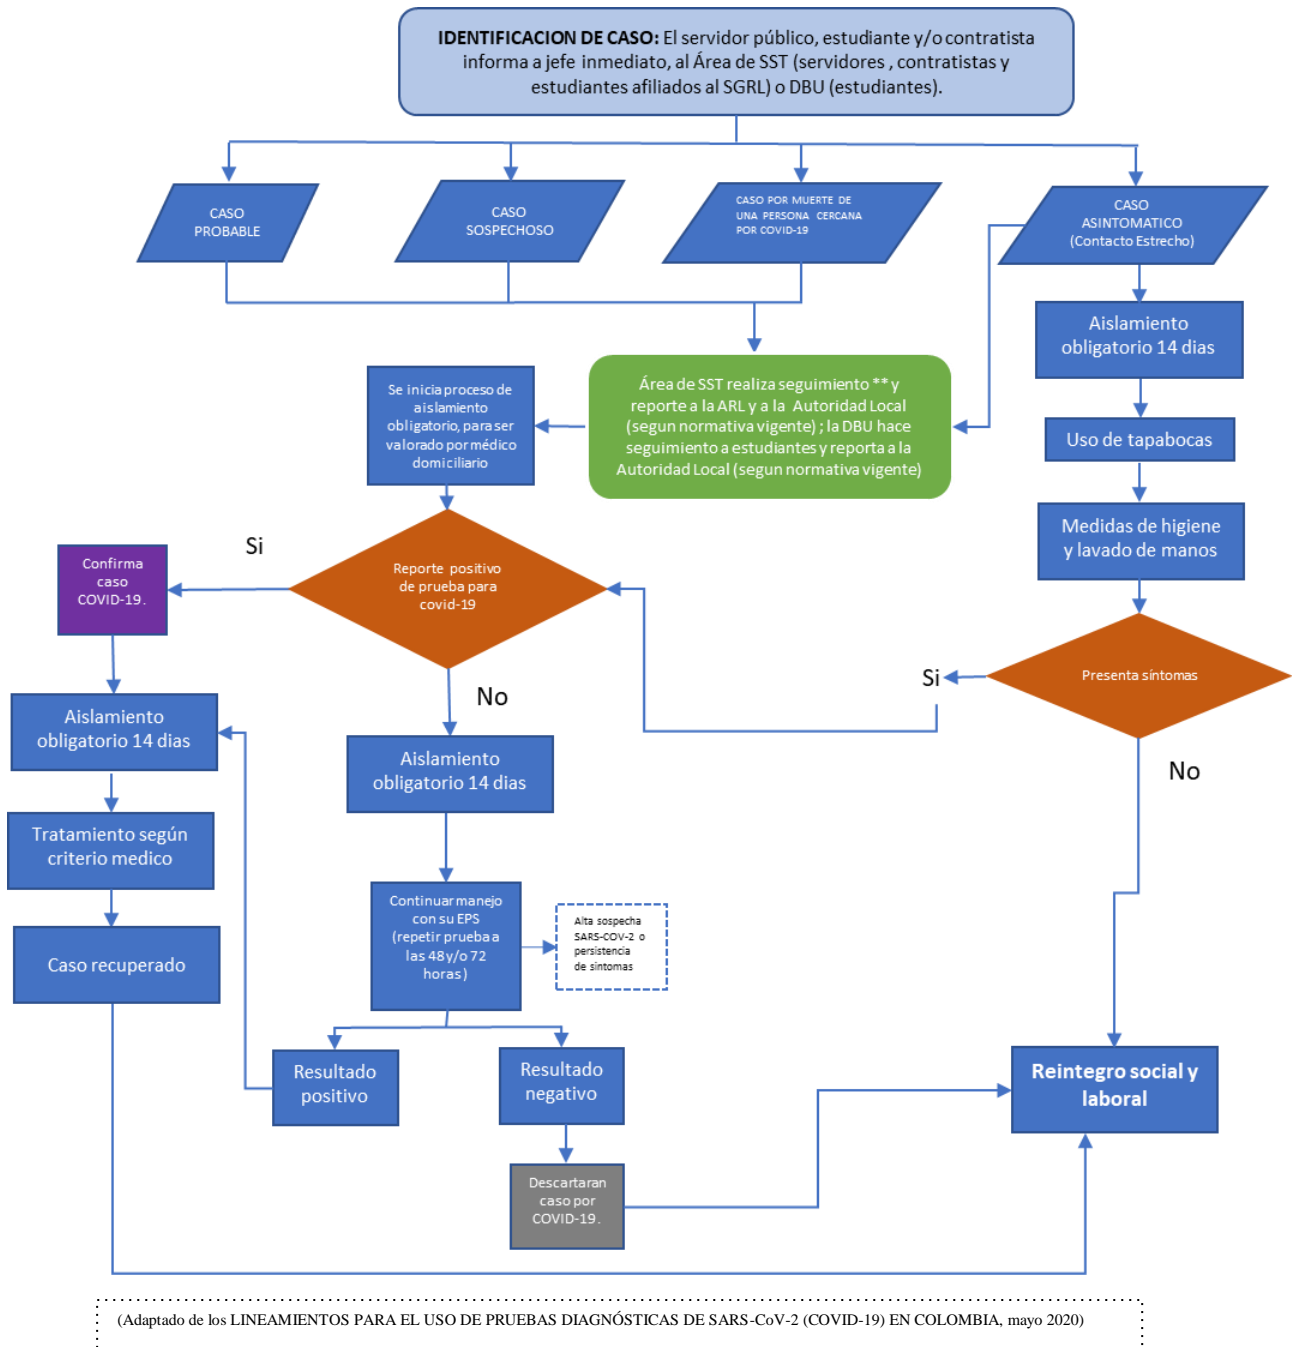 IDENTIFICACION DE CASO: El servidor público, estudiante y/o contratista
informa a jefe inmediato, al Área de SST (servidores , contratistas y
estudiantes afiliados al SGRL) o DBU (estudiantes).
CASO
PROBABLE
CASO
SOSPECHOSO
CASO POR MUERTE DE
UNA PERSONA CERCANA
POR COVID-19
CASO
ASINTOMATICO
(Contacto Estrecho)
Aislamiento
obligatorio 14 dias
Uso de tapabocas
Medidas de higiene
y lavado de manos
Presenta síntomas
Si
No
Área de SST realiza seguimiento ** y
reporte a la ARL y a la Autoridad Local
(segun normativa vigente) ; la DBU hace
seguimiento a estudiantes y reporta a la
Autoridad Local (segun normativa vigente)
Se inicia proceso de
aislamiento
obligatorio, para ser
valorado por médico
domiciliario
Reporte positivo
de prueba para
covid-19
Si
No
Confirma
caso
COVID-19.
Aislamiento
obligatorio 14 dias
Tratamiento según
criterio medico
Caso recuperado
Aislamiento
obligatorio 14 dias
Continuar manejo
con su EPS
(repetir prueba a
las 48 y/o 72
horas)
Alta sospecha
SARS-COV-2 o
persistencia
de sintomas
Resultado
positivo
Resultado
negativo
Descartaran
caso por
COVID-19.
Reintegro social y
laboral
(Adaptado de los LINEAMIENTOS PARA EL USO DE PRUEBAS DIAGNÓSTICAS DE SARS-CoV-2 (COVID-19) EN COLOMBIA, mayo 2020)